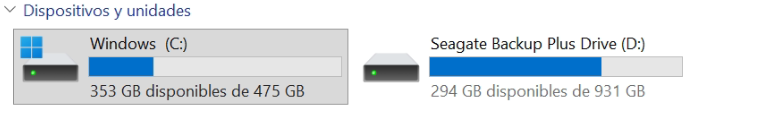 Dispositivos y unidades
Windows (C:)
353 GB disponibles de 475 GB
Seagate Backup Plus Drive (D:)
294 GB disponibles de 931 GB